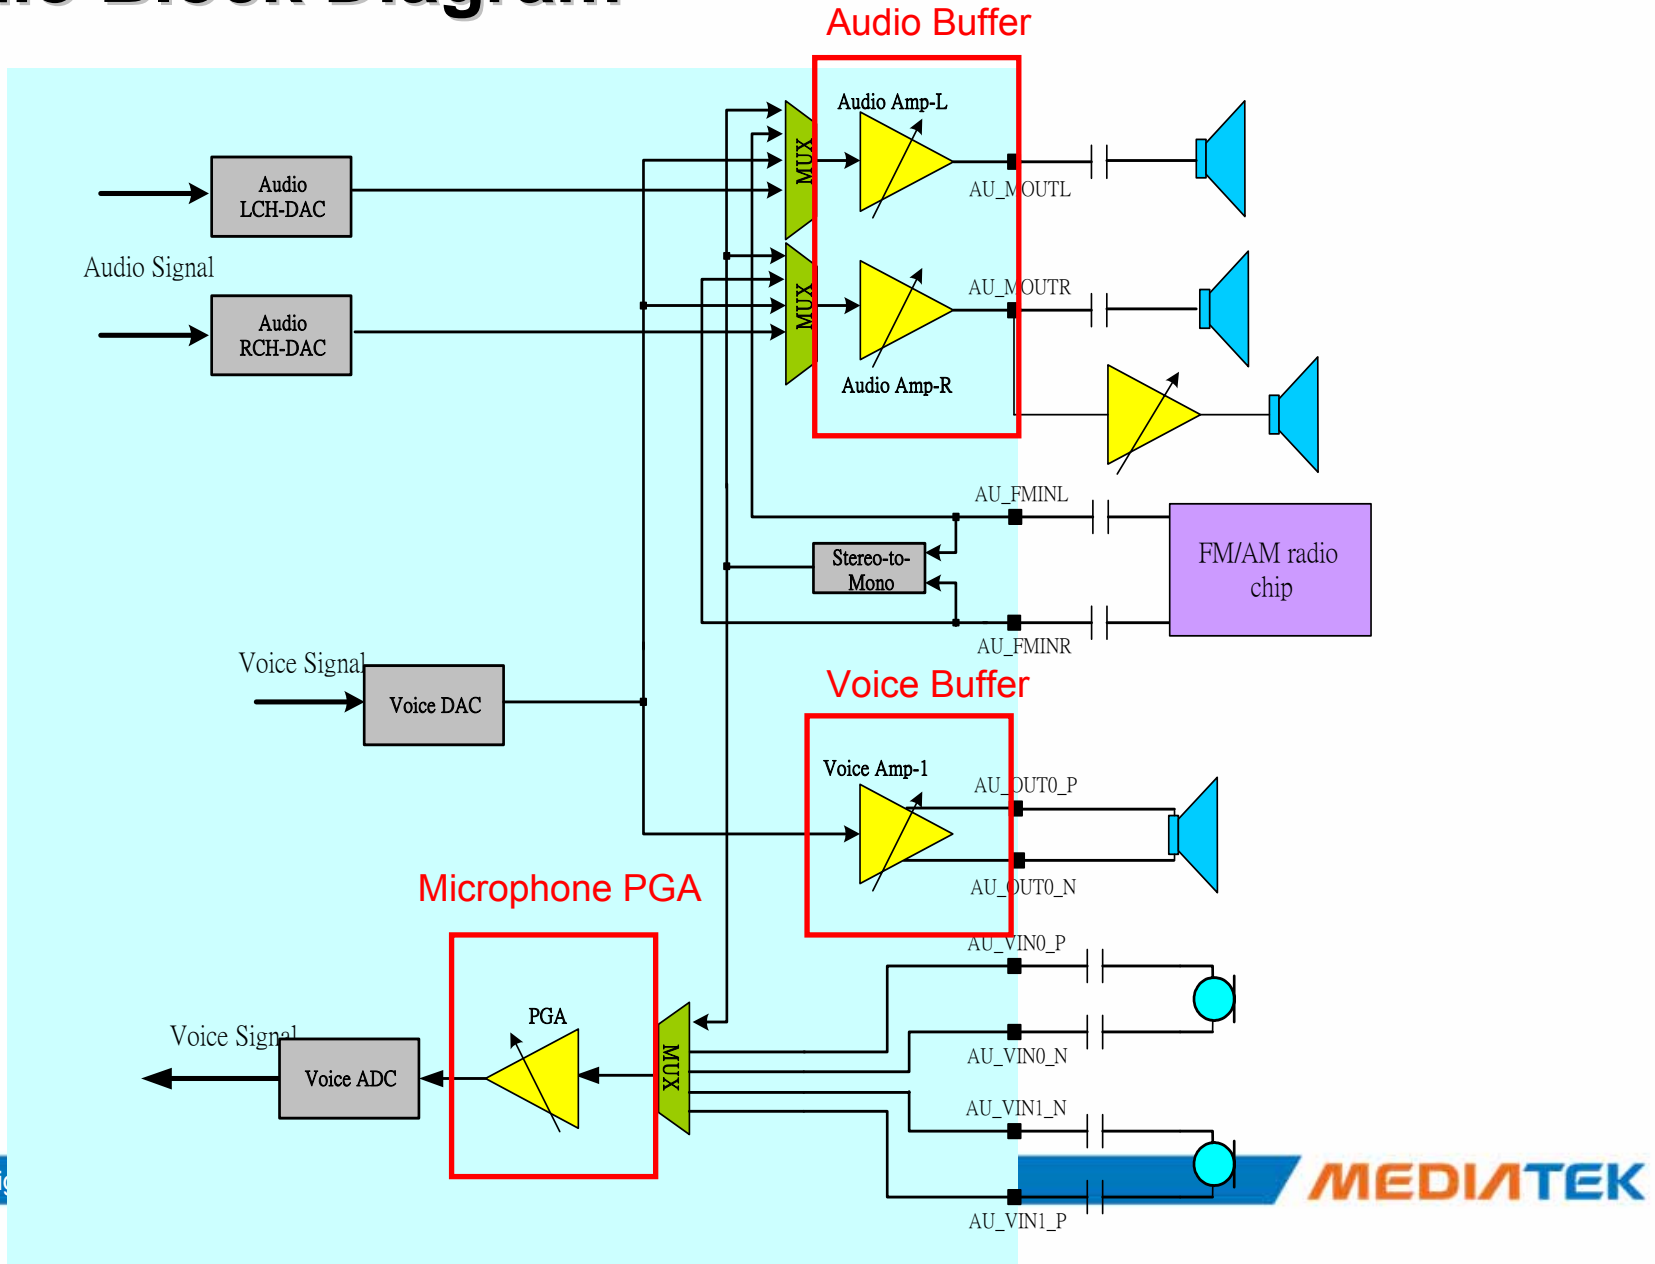 Block Diagram
Audio Buffer
Audio Amp-L
MUX
Audio
LCH-DAC
AU_MOUTL
Audio Signal
AU_MOUTR
MUX
Audio
RCH-DAC
Audio Amp-R
AU_FMINL
FM/AM radio
chip
Stereo-to-
Mono
AU_FMINR
Voice Signal
Voice Buffer
Voice DAC
Voice Amp-1
AU_OUT0_P
AU_OUT0_N
Microphone PGA
AU_VIN0_P
PGA
Voice Signal
MUX
AU_VIN0_N
Voice ADC
AU_VIN1_N
MEDIATEK
AU_VIN1_P